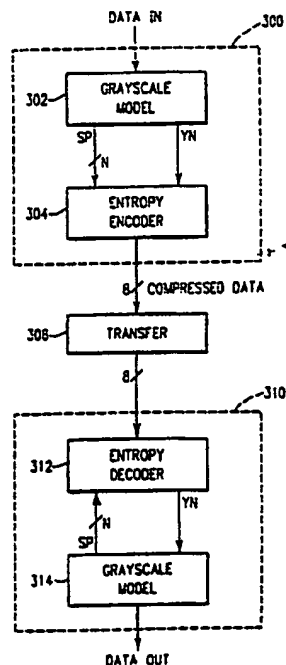 DATA IN
300
302
GRAYSCALE
MODEL
SP
N
YN
304
ENTROPY
ENCODER
8
COMPRESSED DATA
306
TRANSFER
8
310
312
ENTROPY
DECODER
N
SP
YN
314
GRAYSCALE
MODEL
DATA OUT